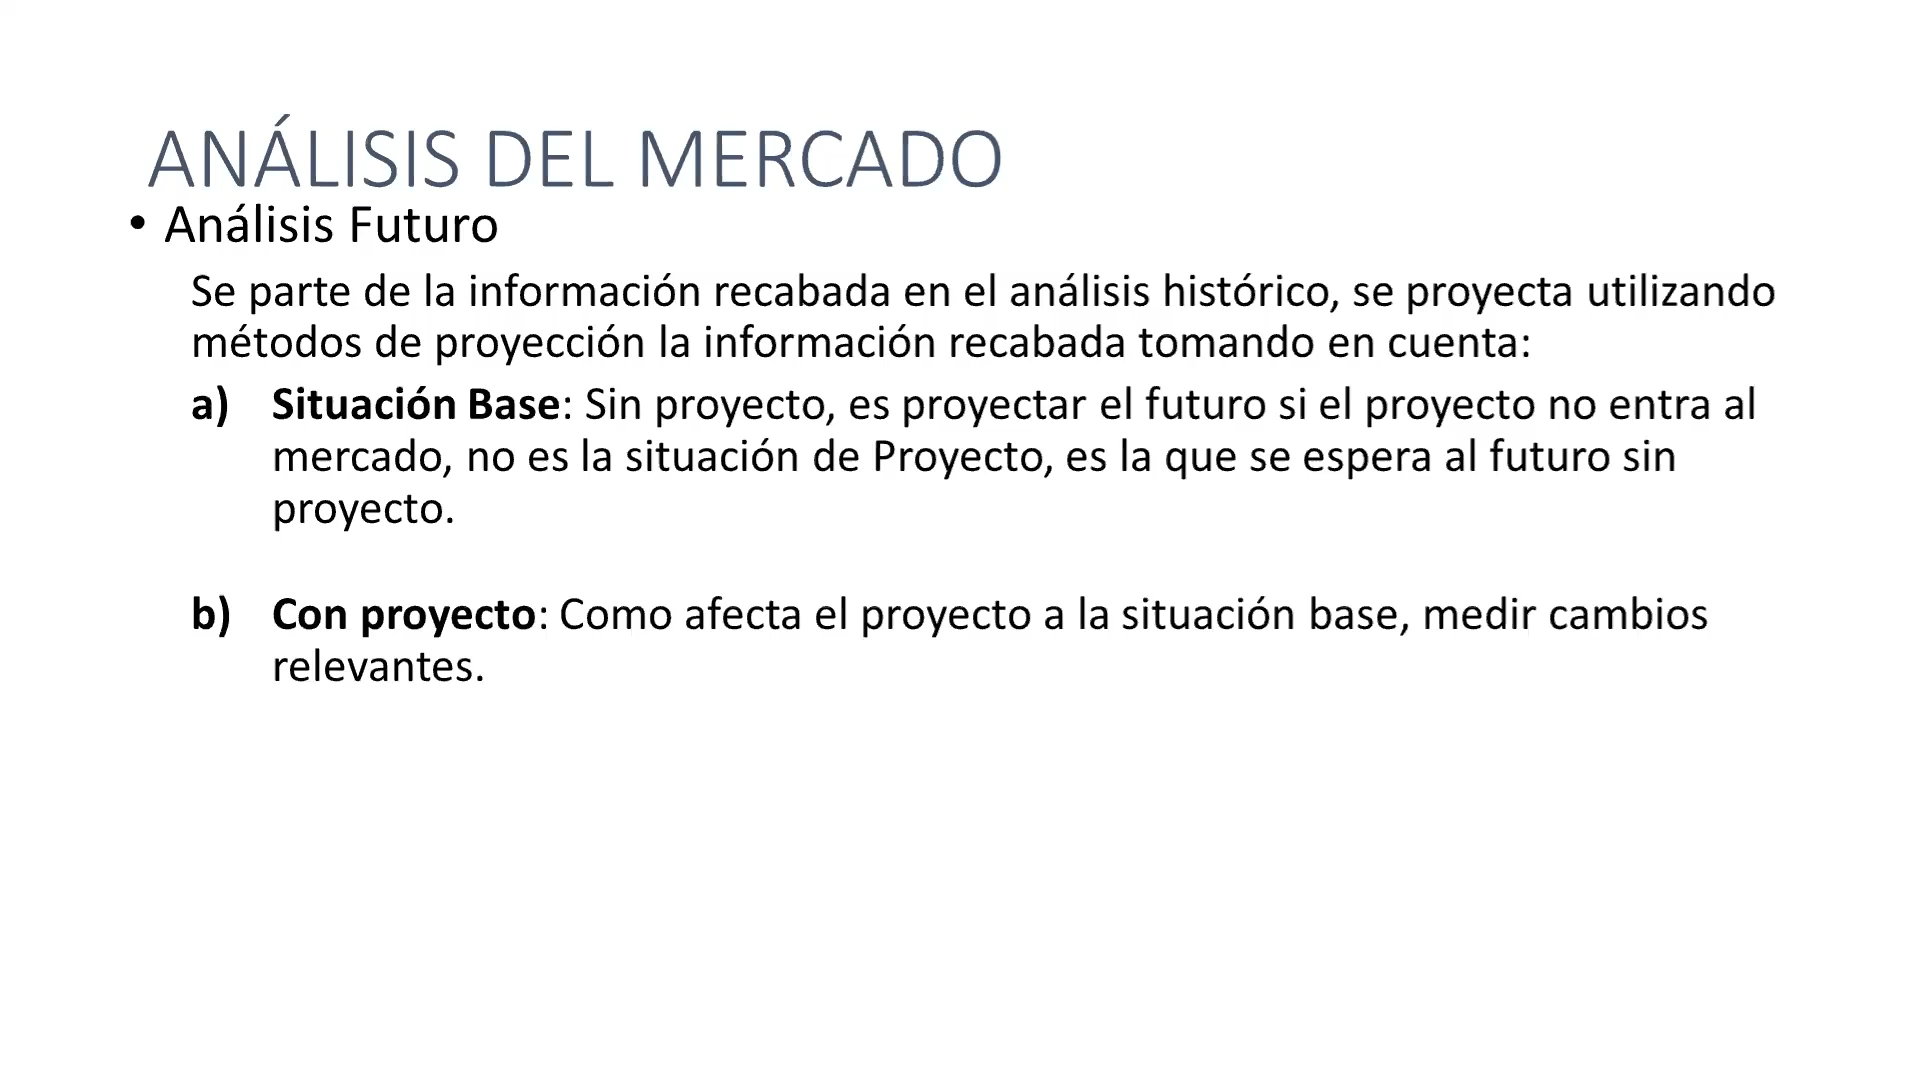 ANÁLISIS DEL MERCADO
• Análisis Futuro
Se parte de la información recabada en el análisis histórico, se proyecta utilizando
métodos de proyección la información recabada tomando en cuenta:
a) Situación Base: Sin proyecto, es proyectar el futuro si el proyecto no entra al
mercado, no es la situación de Proyecto, es la que se espera al futuro sin
proyecto.
b) Con proyecto: Como afecta el proyecto a la situación base, medir cambios
relevantes.